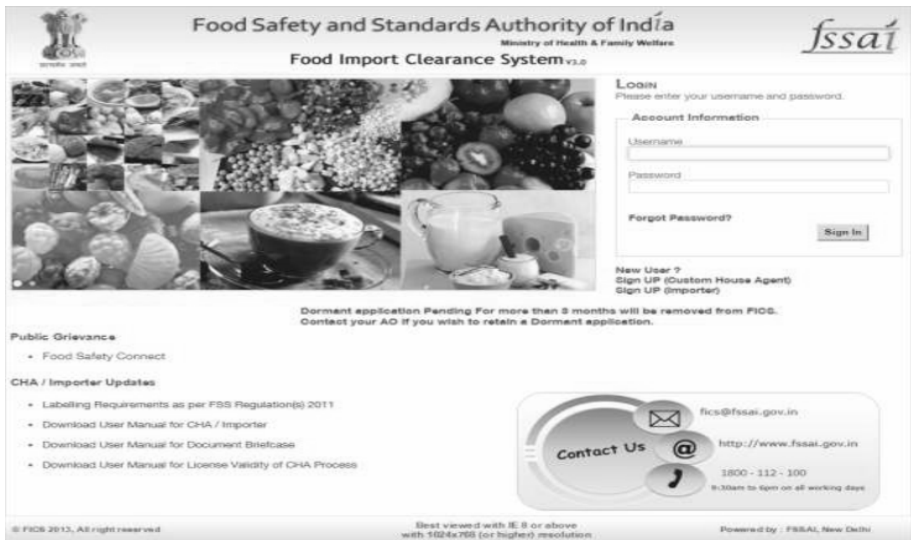 Food Safety and Standards Authority of India
Ministry of Health & Family Welfare
Food Import Clearance System v3.0
fssaí
सत्यमेव जयते
LOGIN
Please enter your username and password.
Account Information
Username
Password
Forgot Password?
Sign In
New User ?
Sign UP (Custom House Agent)
Sign UP (Importer)
Dormant application Pending For more than 3 months will be removed from FICS.
Contact your AO if you wish to retain a Dormant application.
Public Grievance
• Food Safety Connect
CHA / Importer Updates
• Labelling Requirements as per FSS Regulation(s) 2011
• Download User Manual for CHA / Importer
• Download User Manual for Document Briefcase
• Download User Manual for License Validity of CHA Process
Contact Us
fics@fssai.gov.in
@
http://www.fssai.gov.in
1800 - 112 - 100
9:30am to 6pm on all working days
© FICS 2013, All right reserved
Best viewed with IE 8 or above
with 1024x768 (or higher) resolution
Powered by : FSSAI, New Delhi